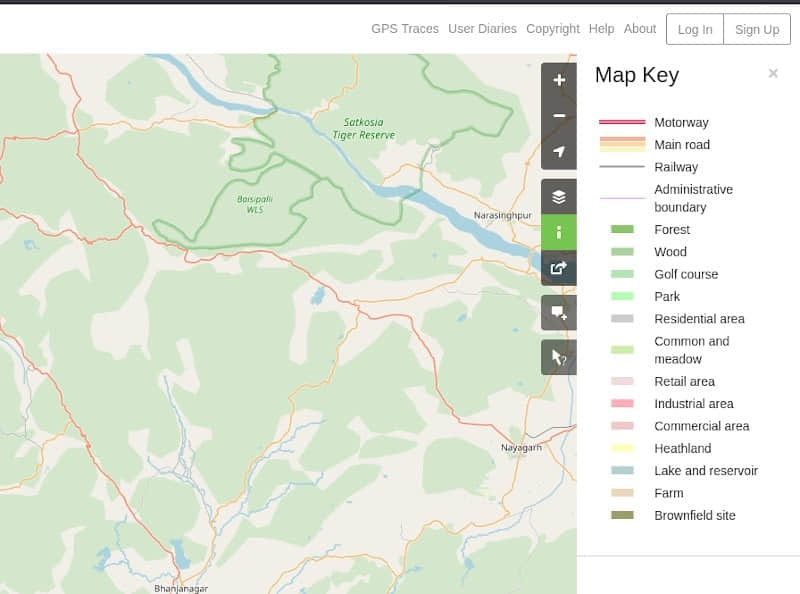 GPS Traces User Diaries Copyright Help About Log In Sign Up
Map Key ×
Satkosia
Tiger Reserve
Baisipalli
WLS
Narasinghpur
Nayagarh
Bhanjanagar
Motorway
Main road
Railway
Administrative
boundary
Forest
Wood
Golf course
Park
Residential area
Common and
meadow
Retail area
Industrial area
Commercial area
Heathland
Lake and reservoir
Farm
Brownfield site